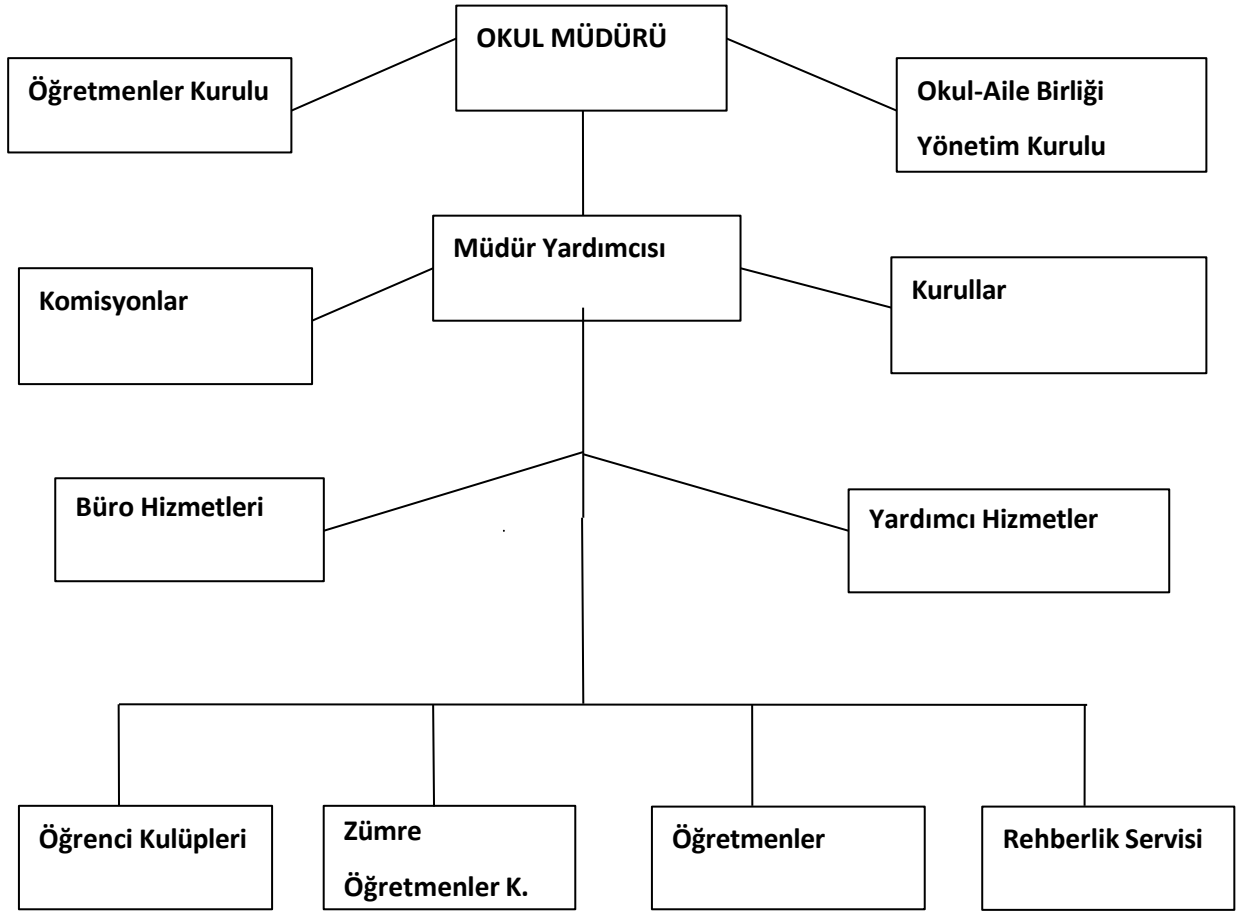 OKUL MÜDÜRÜ
Öğretmenler Kurulu
Okul-Aile Birliği
Yönetim Kurulu
Müdür Yardımcısı
Komisyonlar
Kurullar
Büro Hizmetleri
Yardımcı Hizmetler
Öğrenci Kulüpleri
Zümre
Öğretmenler K.
Öğretmenler
Rehberlik Servisi